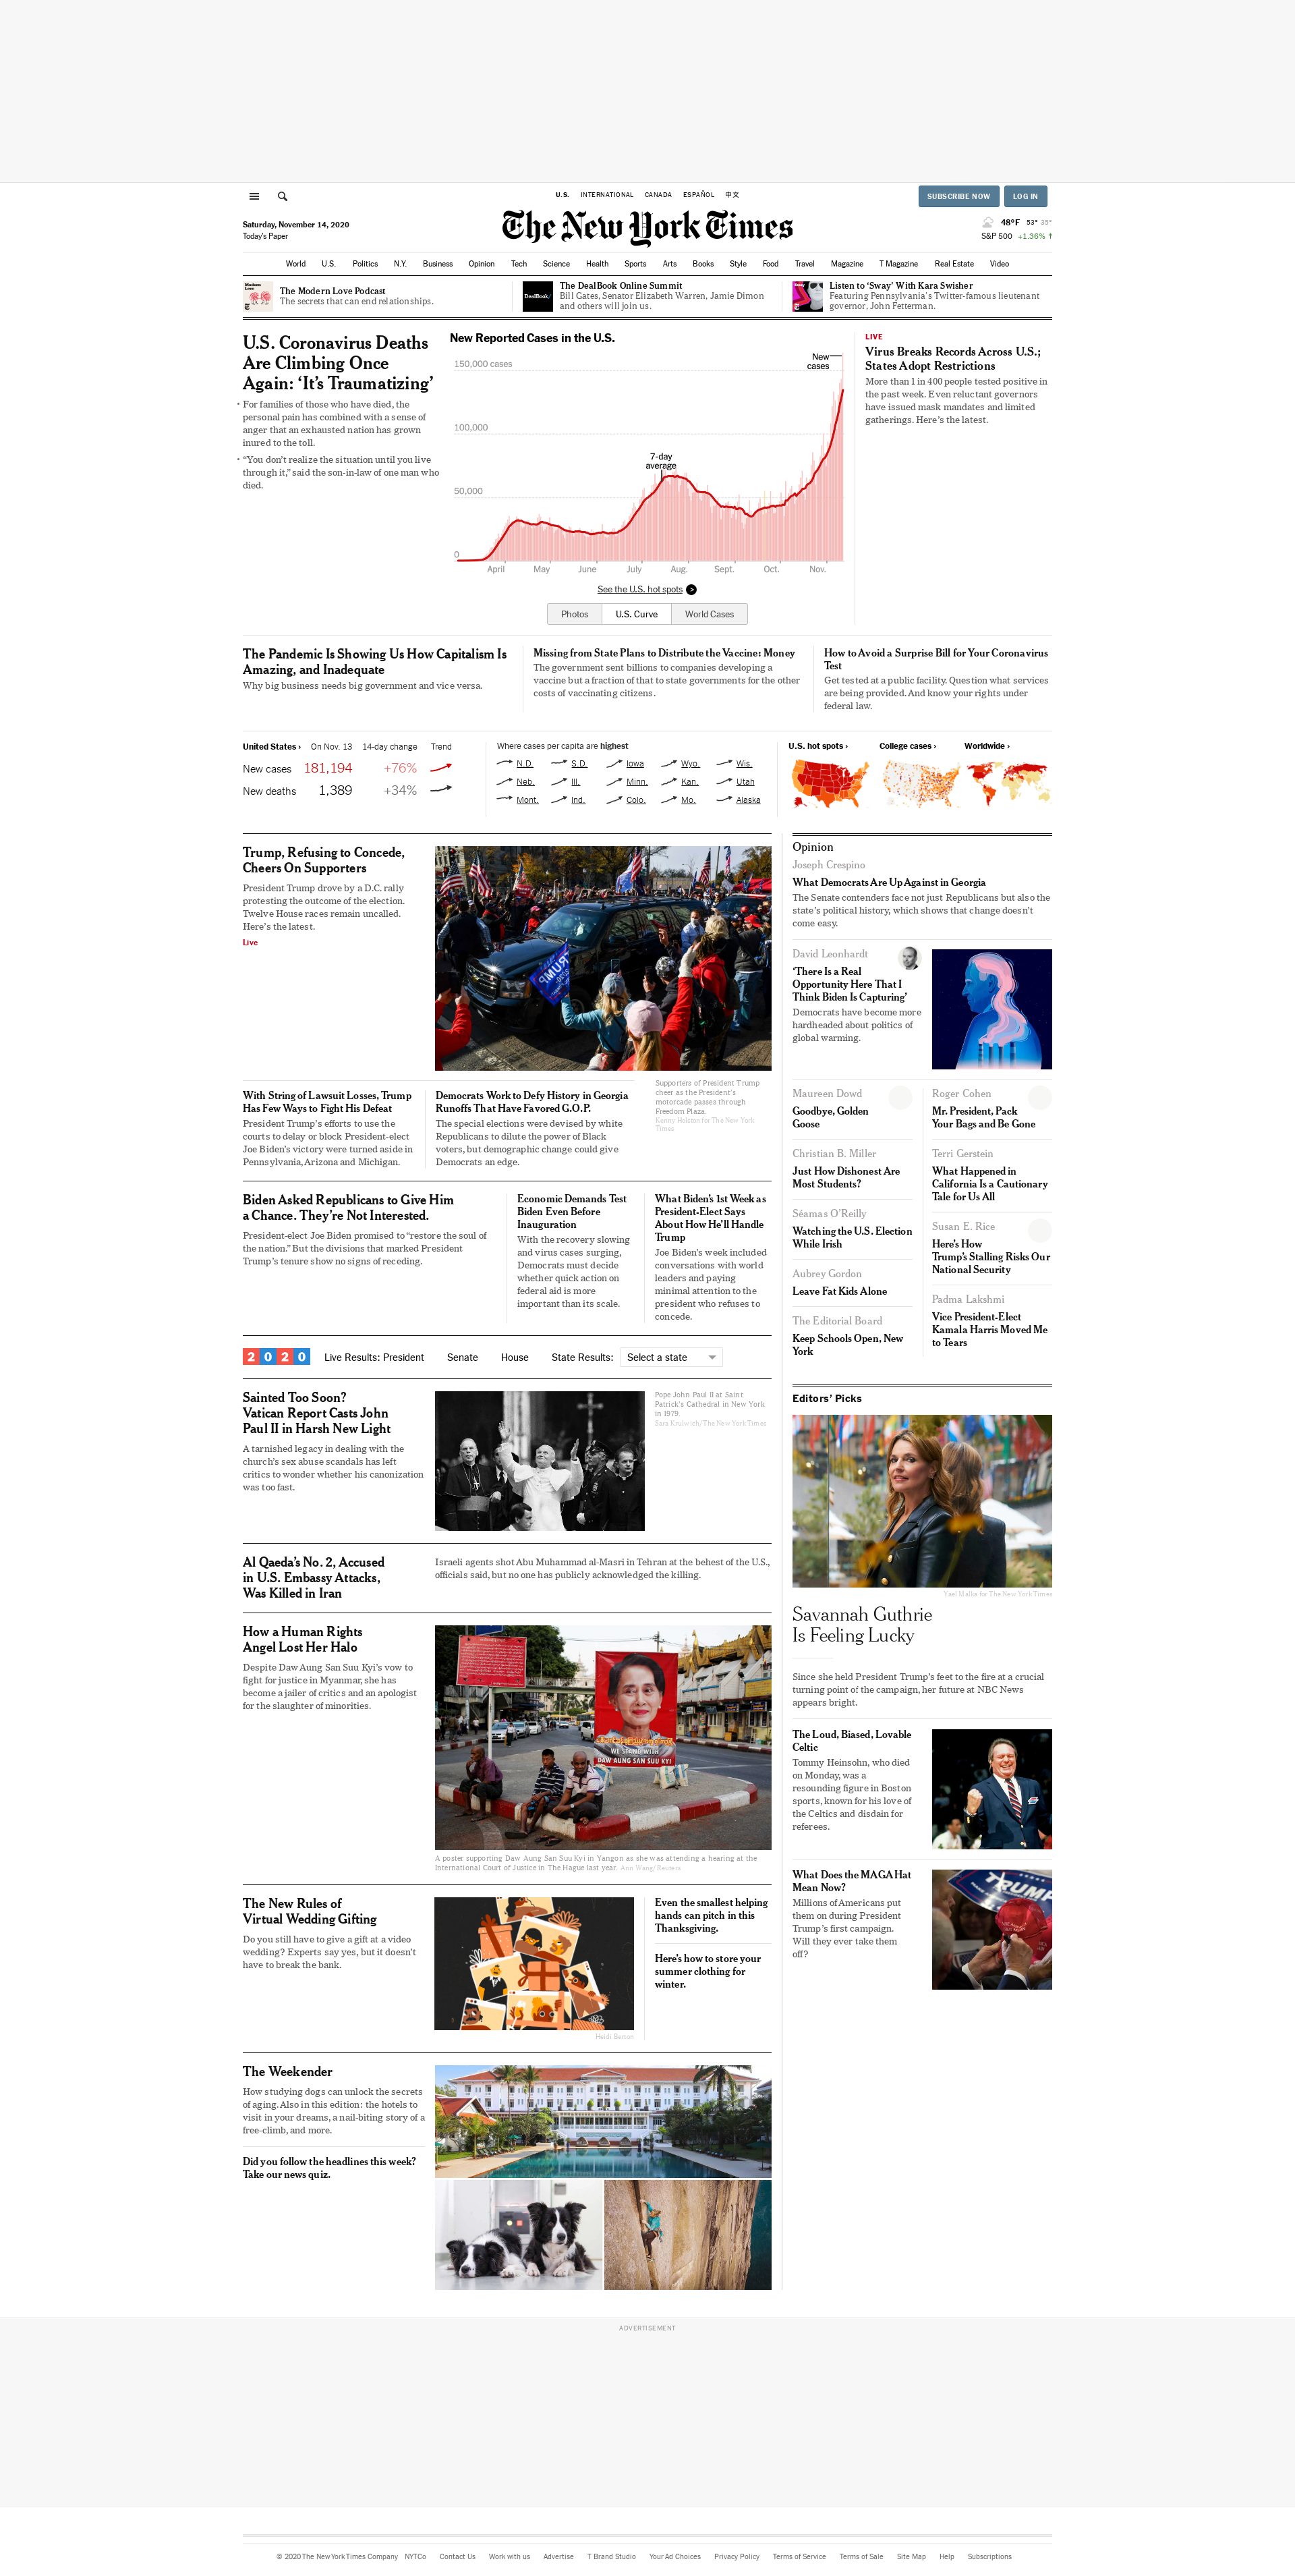 U.S. INTERNATIONAL CANADA ESPAÑOL 中文
SUBSCRIBE NOW LOG IN
Saturday, November 14, 2020
Today's Paper
The New York Times
48°F 53° 35°
S&P 500 +1.36% ↑
World U.S. Politics N.Y. Business Opinion Tech Science Health Sports Arts Books Style Food Travel Magazine T Magazine Real Estate Video
The Modern Love Podcast
The secrets that can end relationships.
DealBook/
The DealBook Online Summit
Bill Gates, Senator Elizabeth Warren, Jamie Dimon
and others will join us.
Listen to ‘Sway’ With Kara Swisher
Featuring Pennsylvania’s Twitter-famous lieutenant
governor, John Fetterman.
U.S. Coronavirus Deaths
Are Climbing Once
Again: ‘It’s Traumatizing’
• For families of those who have died, the
personal pain has combined with a sense of
anger that an exhausted nation has grown
inured to the toll.
• “You don’t realize the situation until you live
through it,” said the son-in-law of one man who
died.
New Reported Cases in the U.S.
150,000 cases
New
cases
100,000
7-day
average
50,000
0
April May June July Aug. Sept. Oct. Nov.
See the U.S. hot spots >
Photos U.S. Curve World Cases
LIVE
Virus Breaks Records Across U.S.;
States Adopt Restrictions
More than 1 in 400 people tested positive in
the past week. Even reluctant governors
have issued mask mandates and limited
gatherings. Here’s the latest.
The Pandemic Is Showing Us How Capitalism Is
Amazing, and Inadequate
Why big business needs big government and vice versa.
Missing from State Plans to Distribute the Vaccine: Money
The government sent billions to companies developing a
vaccine but a fraction of that to state governments for the other
costs of vaccinating citizens.
How to Avoid a Surprise Bill for Your Coronavirus
Test
Get tested at a public facility. Question what services
are being provided. And know your rights under
federal law.
United States › On Nov. 13 14-day change Trend
New cases 181,194 +76%
New deaths 1,389 +34%
Where cases per capita are highest
N.D. S.D. Iowa Wyo. Wis.
Neb. Ill. Minn. Kan. Utah
Mont. Ind. Colo. Mo. Alaska
U.S. hot spots › College cases › Worldwide ›
Trump, Refusing to Concede,
Cheers On Supporters
President Trump drove by a D.C. rally
protesting the outcome of the election.
Twelve House races remain uncalled.
Here’s the latest.
Live
TRUMP
Supporters of President Trump
cheer as the President’s
motorcade passes through
Freedom Plaza.
Kenny Holston for The New York
Times
With String of Lawsuit Losses, Trump
Has Few Ways to Fight His Defeat
President Trump’s efforts to use the
courts to delay or block President-elect
Joe Biden’s victory were turned aside in
Pennsylvania, Arizona and Michigan.
Democrats Work to Defy History in Georgia
Runoffs That Have Favored G.O.P.
The special elections were devised by white
Republicans to dilute the power of Black
voters, but demographic change could give
Democrats an edge.
Biden Asked Republicans to Give Him
a Chance. They’re Not Interested.
President-elect Joe Biden promised to “restore the soul of
the nation.” But the divisions that marked President
Trump’s tenure show no signs of receding.
Economic Demands Test
Biden Even Before
Inauguration
With the recovery slowing
and virus cases surging,
Democrats must decide
whether quick action on
federal aid is more
important than its scale.
What Biden’s 1st Week as
President-Elect Says
About How He’ll Handle
Trump
Joe Biden’s week included
conversations with world
leaders and paying
minimal attention to the
president who refuses to
concede.
2020 Live Results: President Senate House State Results: Select a state
Sainted Too Soon?
Vatican Report Casts John
Paul II in Harsh New Light
A tarnished legacy in dealing with the
church’s sex abuse scandals has left
critics to wonder whether his canonization
was too fast.
Pope John Paul II at Saint
Patrick’s Cathedral in New York
in 1979.
Sara Krulwich/The New York Times
Al Qaeda’s No. 2, Accused
in U.S. Embassy Attacks,
Was Killed in Iran
Israeli agents shot Abu Muhammad al-Masri in Tehran at the behest of the U.S.,
officials said, but no one has publicly acknowledged the killing.
How a Human Rights
Angel Lost Her Halo
Despite Daw Aung San Suu Kyi’s vow to
fight for justice in Myanmar, she has
become a jailer of critics and an apologist
for the slaughter of minorities.
WE STAND WITH
DAW AUNG SAN SUU KYI
A poster supporting Daw Aung San Suu Kyi in Yangon as she was attending a hearing at the
International Court of Justice in The Hague last year. Ann Wang/Reuters
The New Rules of
Virtual Wedding Gifting
Do you still have to give a gift at a video
wedding? Experts say yes, but it doesn’t
have to break the bank.
Heidi Berton
Even the smallest helping
hands can pitch in this
Thanksgiving.
Here’s how to store your
summer clothing for
winter.
The Weekender
How studying dogs can unlock the secrets
of aging. Also in this edition: the hotels to
visit in your dreams, a nail-biting story of a
free-climb, and more.
Did you follow the headlines this week?
Take our news quiz.
Opinion
Joseph Crespino
What Democrats Are Up Against in Georgia
The Senate contenders face not just Republicans but also the
state’s political history, which shows that change doesn’t
come easy.
David Leonhardt
‘There Is a Real
Opportunity Here That I
Think Biden Is Capturing’
Democrats have become more
hardheaded about politics of
global warming.
Maureen Dowd
Goodbye, Golden
Goose
Christian B. Miller
Just How Dishonest Are
Most Students?
Séamas O’Reilly
Watching the U.S. Election
While Irish
Aubrey Gordon
Leave Fat Kids Alone
The Editorial Board
Keep Schools Open, New
York
Roger Cohen
Mr. President, Pack
Your Bags and Be Gone
Terri Gerstein
What Happened in
California Is a Cautionary
Tale for Us All
Susan E. Rice
Here’s How
Trump’s Stalling Risks Our
National Security
Padma Lakshmi
Vice President-Elect
Kamala Harris Moved Me
to Tears
Editors’ Picks
Yael Malka for The New York Times
Savannah Guthrie
Is Feeling Lucky
Since she held President Trump’s feet to the fire at a crucial
turning point of the campaign, her future at NBC News
appears bright.
The Loud, Biased, Lovable
Celtic
Tommy Heinsohn, who died
on Monday, was a
resounding figure in Boston
sports, known for his love of
the Celtics and disdain for
referees.
What Does the MAGA Hat
Mean Now?
Millions of Americans put
them on during President
Trump’s first campaign.
Will they ever take them
off?
TRUMP
ADVERTISEMENT
© 2020 The New York Times Company NYTCo Contact Us Work with us Advertise T Brand Studio Your Ad Choices Privacy Policy Terms of Service Terms of Sale Site Map Help Subscriptions